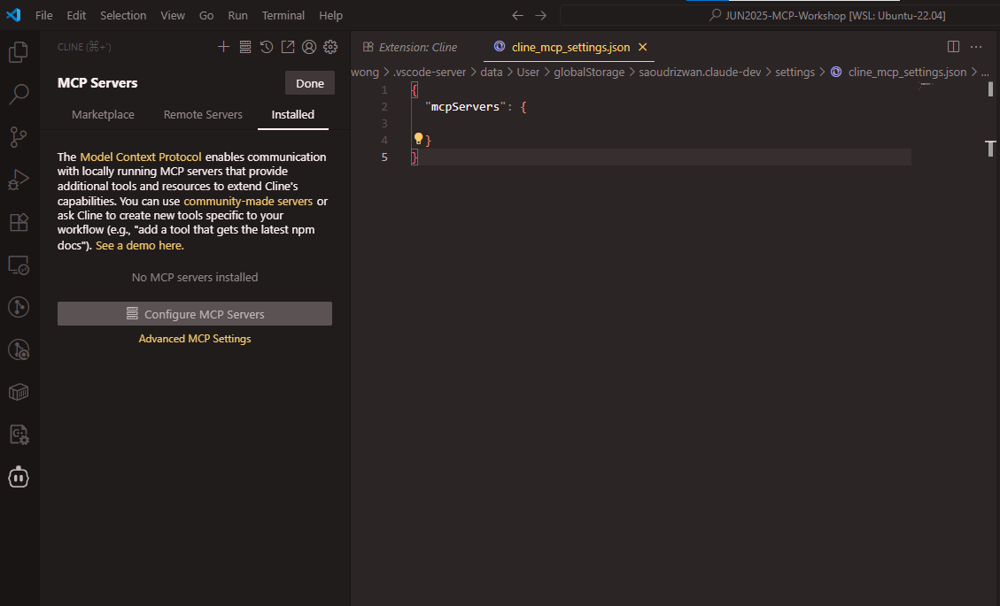 File Edit Selection View Go Run Terminal Help
JUN2025-MCP-Workshop [WSL: Ubuntu-22.04]
CLINE (⌘+')
MCP Servers
Done
Marketplace Remote Servers Installed
The Model Context Protocol enables communication
with locally running MCP servers that provide
additional tools and resources to extend Cline's
capabilities. You can use community-made servers or
ask Cline to create new tools specific to your
workflow (e.g., "add a tool that gets the latest npm
docs"). See a demo here.
No MCP servers installed
Configure MCP Servers
Advanced MCP Settings
Extension: Cline
cline_mcp_settings.json
wong > .vscode-server > data > User > globalStorage > saoudrizwan.claude-dev > settings > cline_mcp_settings.json > ...
1 {
2 "mcpServers": {
3
4 }
5 }